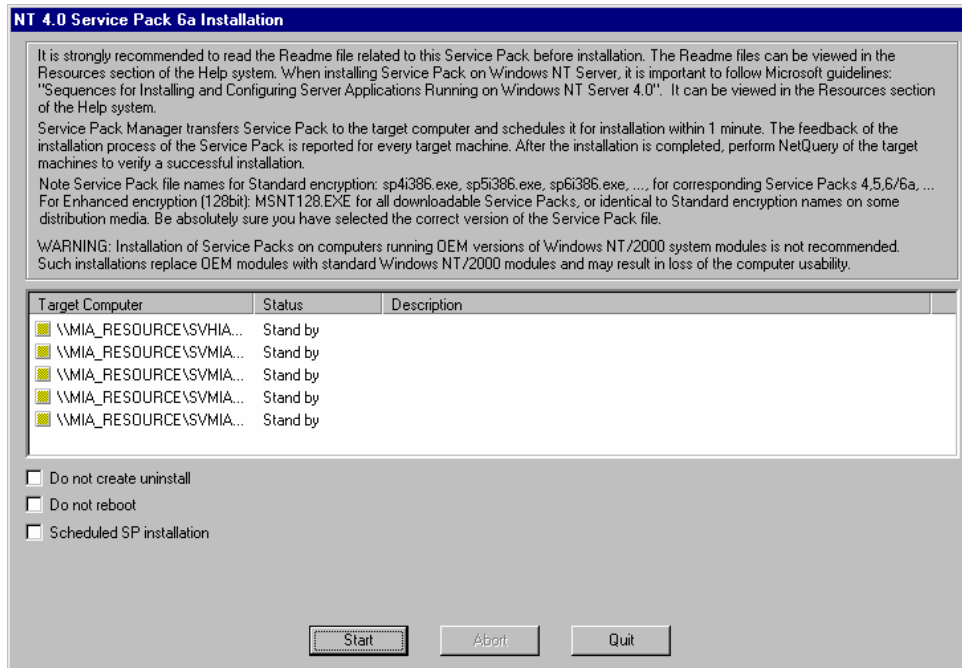 NT 4.0 Service Pack 6a Installation
It is strongly recommended to read the Readme file related to this Service Pack before installation. The Readme files can be viewed in the
Resources section of the Help system. When installing Service Pack on Windows NT Server, it is important to follow Microsoft guidelines:
"Sequences for Installing and Configuring Server Applications Running on Windows NT Server 4.0". It can be viewed in the Resources section
of the Help system.
Service Pack Manager transfers Service Pack to the target computer and schedules it for installation within 1 minute. The feedback of the
installation process of the Service Pack is reported for every target machine. After the installation is completed, perform NetQuery of the target
machines to verify a successful installation.
Note Service Pack file names for Standard encryption: sp4i386.exe, sp5i386.exe, sp6i386.exe, ..., for corresponding Service Packs 4,5,6/6a, ...
For Enhanced encryption (128bit): MSNT128.EXE for all downloadable Service Packs, or identical to Standard encryption names on some
distribution media. Be absolutely sure you have selected the correct version of the Service Pack file.
WARNING: Installation of Service Packs on computers running OEM versions of Windows NT/2000 system modules is not recommended.
Such installations replace OEM modules with standard Windows NT/2000 modules and may result in loss of the computer usability.
Target Computer Status Description
\\MIA_RESOURCE\SVHIA... Stand by
\\MIA_RESOURCE\SVMIA... Stand by
\\MIA_RESOURCE\SVMIA... Stand by
\\MIA_RESOURCE\SVMIA... Stand by
\\MIA_RESOURCE\SVMIA... Stand by
Do not create uninstall
Do not reboot
Scheduled SP installation
Start Abort Quit